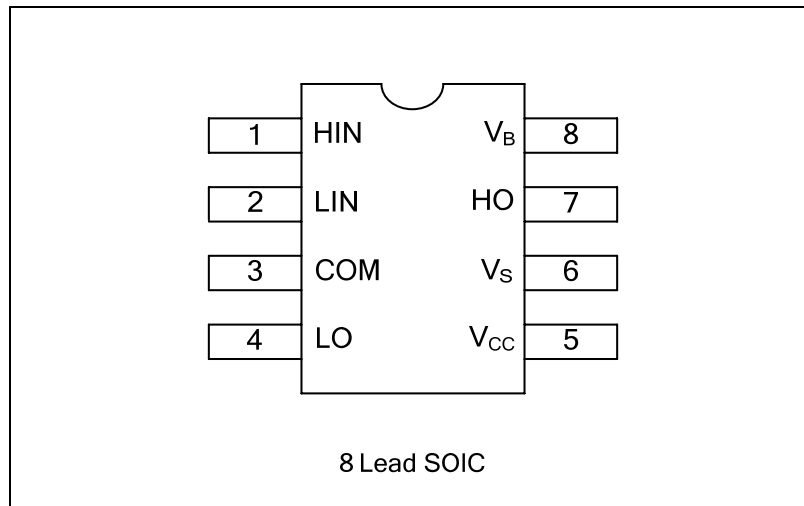 1 HIN V_B 8
2 LIN HO 7
3 COM V_S 6
4 LO V_CC 5
8 Lead SOIC